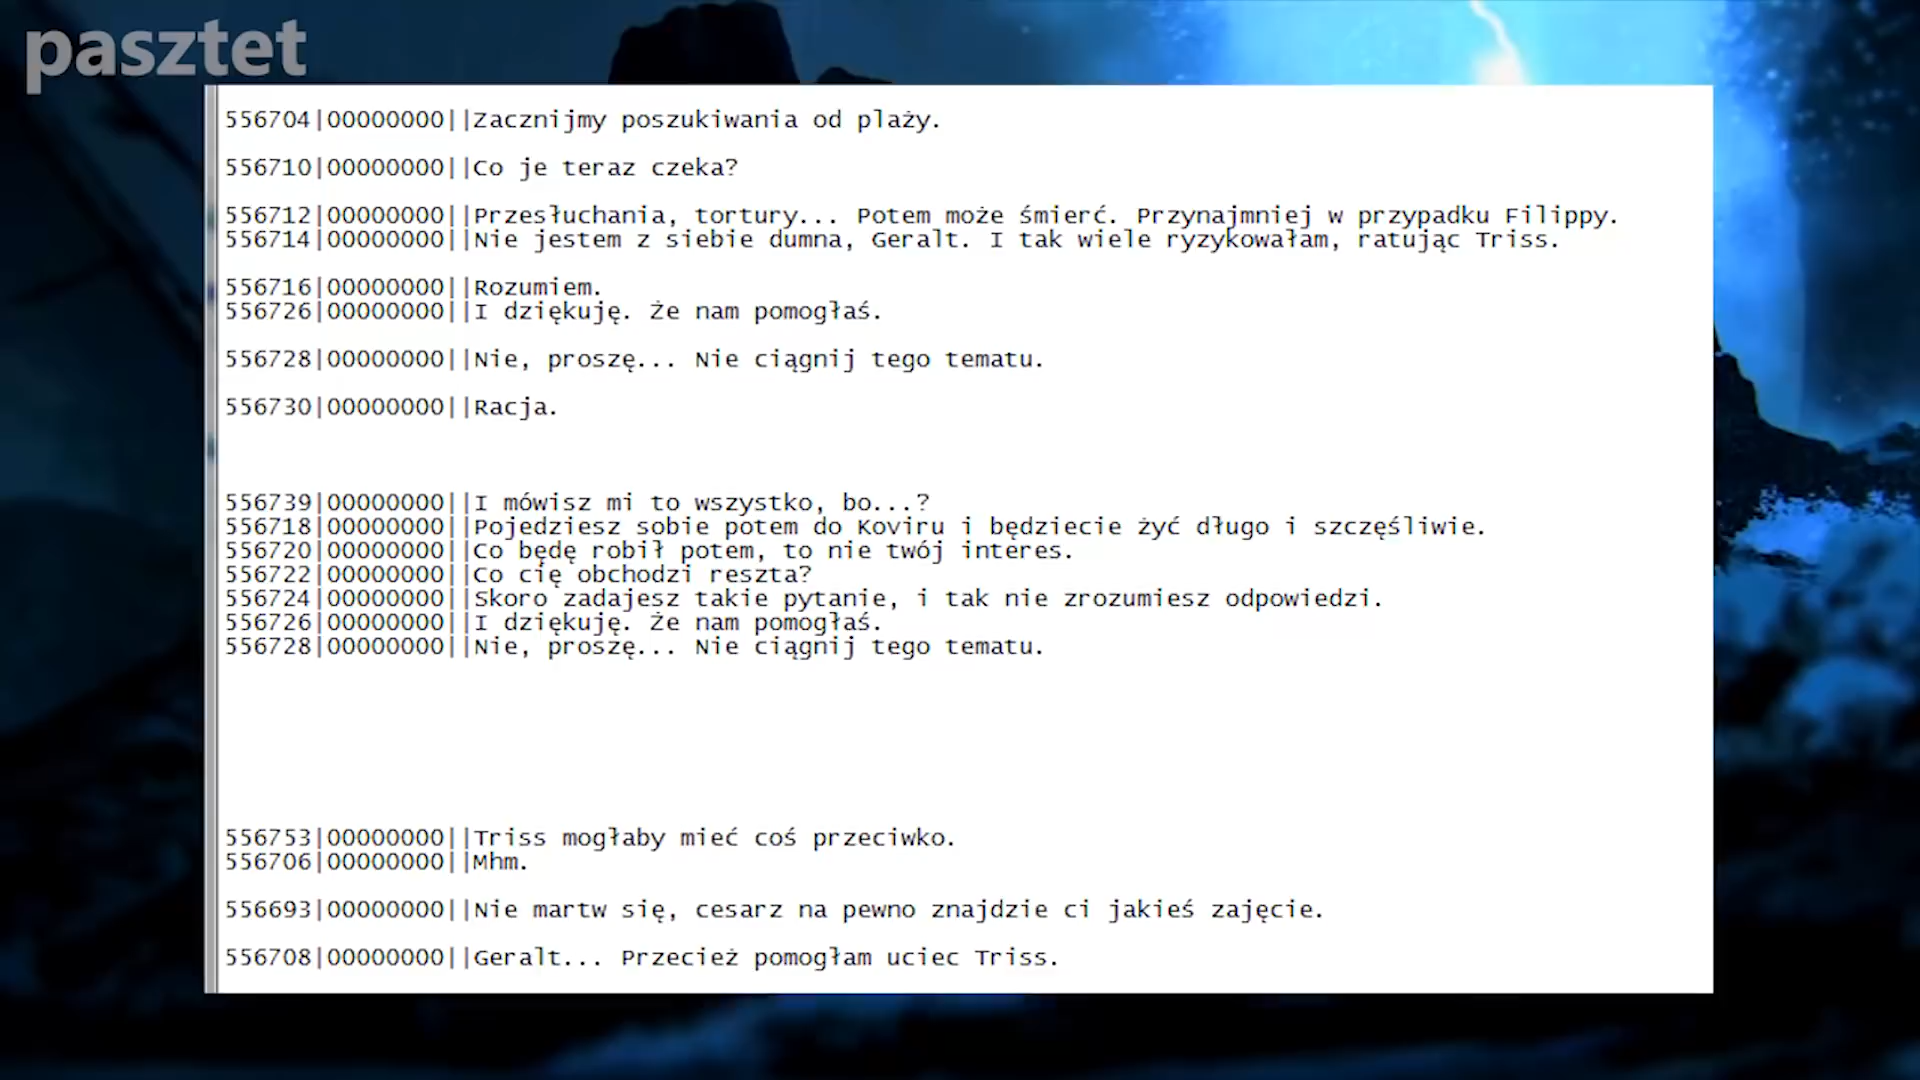 pasztet
556704|00000000||Zacznijmy poszukiwania od plaży.
556710|00000000||Co je teraz czeka?
556712|00000000||Przesłuchania, tortury... Potem może śmierć. Przynajmniej w przypadku Filippy.
556714|00000000||Nie jestem z siebie dumna, Geralt. I tak wiele ryzykowałam, ratując Triss.
556716|00000000||Rozumiem.
556726|00000000||I dziękuję. Że nam pomogłaś.
556728|00000000||Nie, proszę... Nie ciągnij tego tematu.
556730|00000000||Racja.
556739|00000000||I mówisz mi to wszystko, bo...?
556718|00000000||Pojedziesz sobie potem do Koviru i będziecie żyć długo i szczęśliwie.
556720|00000000||Co będę robił potem, to nie twój interes.
556722|00000000||Co cię obchodzi reszta?
556724|00000000||Skoro zadajesz takie pytanie, i tak nie zrozumiesz odpowiedzi.
556726|00000000||I dziękuję. Że nam pomogłaś.
556728|00000000||Nie, proszę... Nie ciągnij tego tematu.
556753|00000000||Triss mogłaby mieć coś przeciwko.
556706|00000000||Mhm.
556693|00000000||Nie martw się, cesarz na pewno znajdzie ci jakieś zajęcie.
556708|00000000||Geralt... Przecież pomogłam uciec Triss.